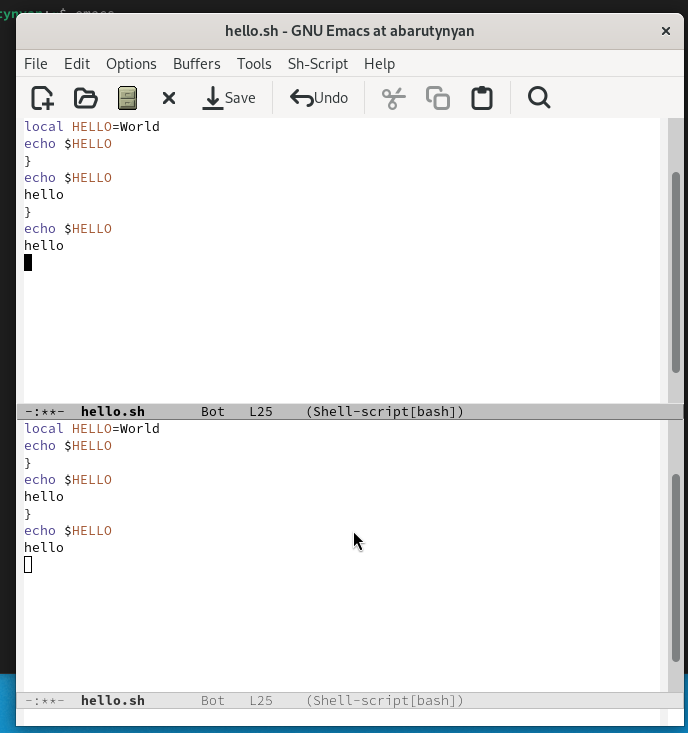 hello.sh - GNU Emacs at abarutynyan ×
File Edit Options Buffers Tools Sh-Script Help
Save Undo
local HELLO=World
echo $HELLO
}
echo $HELLO
hello
}
echo $HELLO
hello
-:**- hello.sh Bot L25 (Shell-script[bash])
local HELLO=World
echo $HELLO
}
echo $HELLO
hello
}
echo $HELLO
hello
-:**- hello.sh Bot L25 (Shell-script[bash])